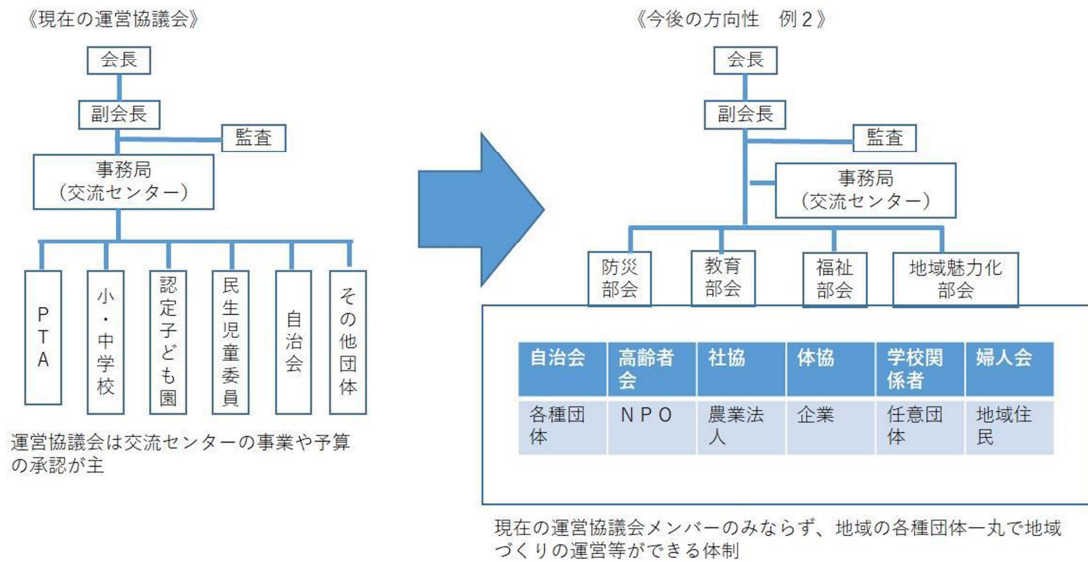 《現在の運営協議会》
会長
副会長
監査
事務局
（交流センター）
PTA
小・中学校
認定子ども園
民生児童委員
自治会
その他団体
運営協議会は交流センターの事業や予算
の承認が主
《今後の方向性　例２》
会長
副会長
監査
事務局
（交流センター）
防災
部会
教育
部会
福祉
部会
地域魅力化
部会
自治会
高齢者
会
社協
体協
学校関
係者
婦人会
各種団
体
ＮＰＯ
農業法
人
企業
任意団
体
地域住
民
現在の運営協議会メンバーのみならず、地域の各種団体一丸で地域
づくりの運営等ができる体制